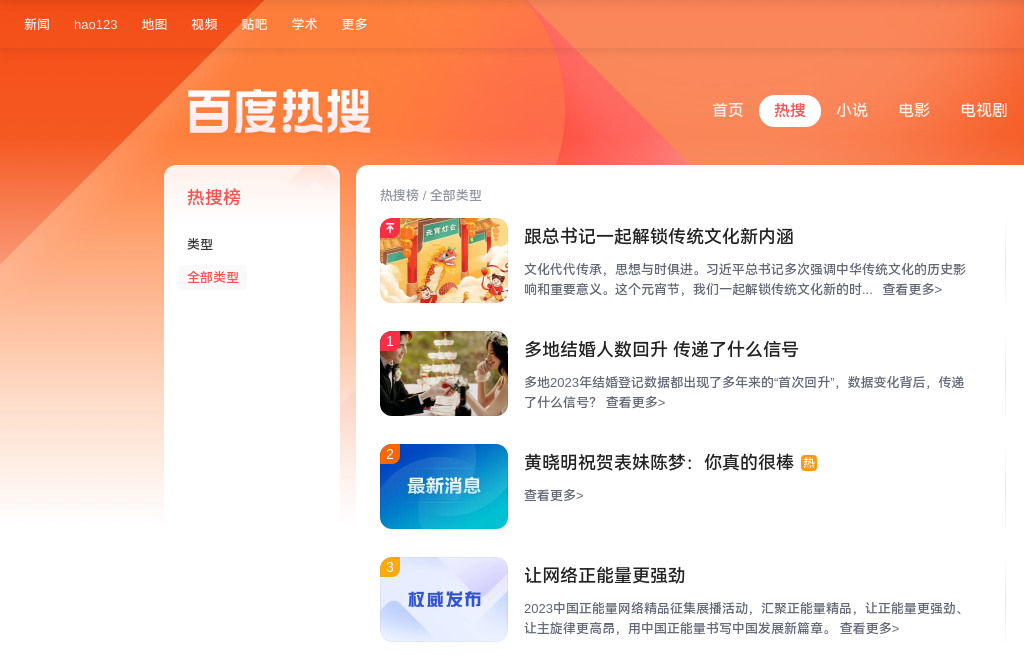 新闻 hao123 地图 视频 贴吧 学术 更多
百度热搜
首页 热搜 小说 电影 电视剧
热搜榜
类型
全部类型
热搜榜 / 全部类型
元宵灯会
跟总书记一起解锁传统文化新内涵
文化代代传承，思想与时俱进。习近平总书记多次强调中华传统文化的历史影
响和重要意义。这个元宵节，我们一起解锁传统文化新的时... 查看更多>
1
多地结婚人数回升 传递了什么信号
多地2023年结婚登记数据都出现了多年来的“首次回升”，数据变化背后，传递
了什么信号？ 查看更多>
2
最新消息
黄晓明祝贺表妹陈梦：你真的很棒 热
查看更多>
3
权威发布
让网络正能量更强劲
2023中国正能量网络精品征集展播活动，汇聚正能量精品，让正能量更强劲、
让主旋律更高昂，用中国正能量书写中国发展新篇章。 查看更多>